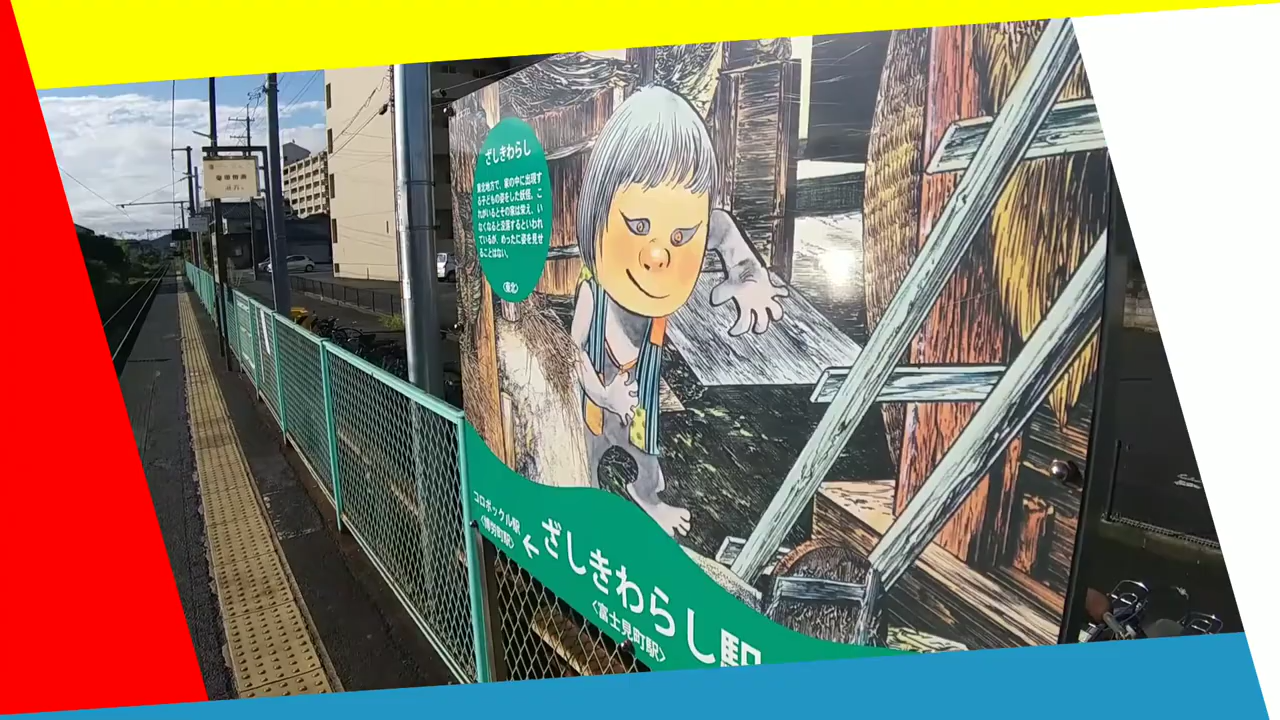 ざしきわらし
東北地方で、家の中に出現す
る子どもの姿をした妖怪。こ
れがいるとその家は栄え、い
なくなると没落するといわれ
ているが、めったに姿を見せ
ることはない。
〈東北〉
コロポックル駅
〈博労町駅〉
←
ざしきわらし駅
〈富士見町駅〉